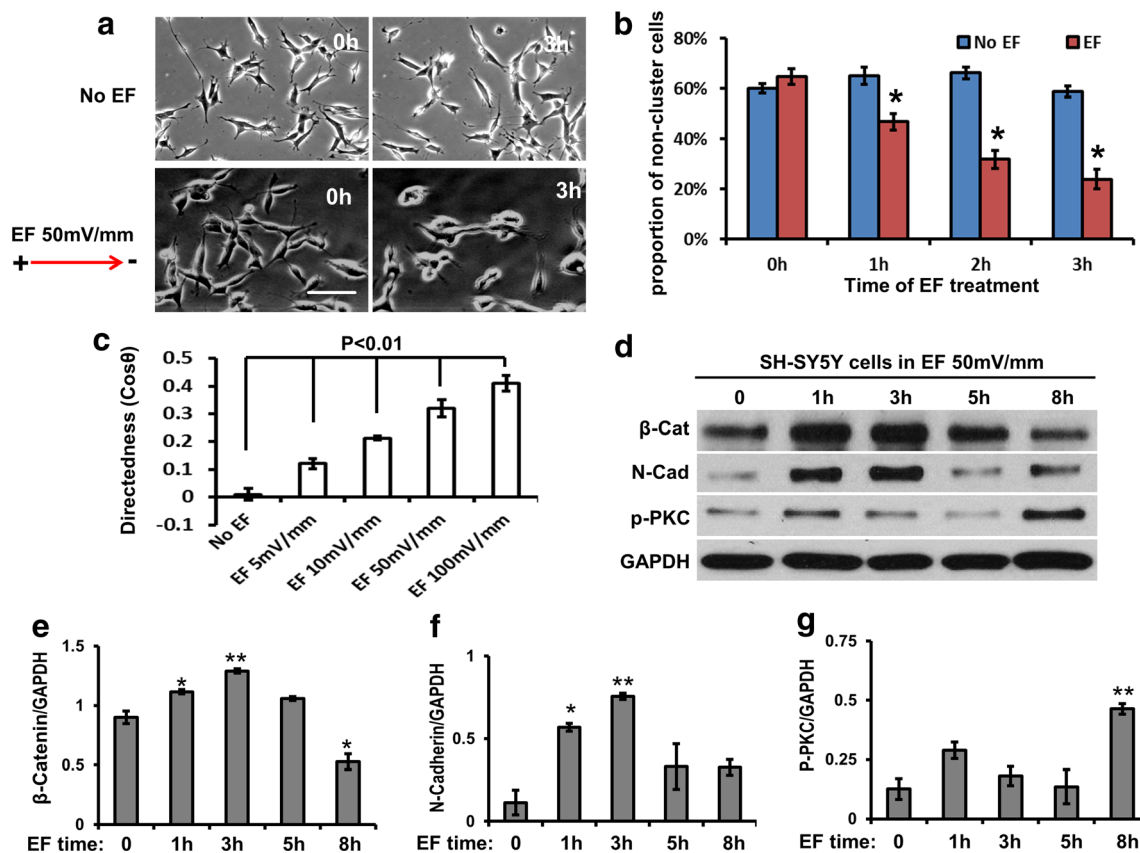 a
No EF
0h
3h
EF 50mV/mm
+ -
0h
3h
b
proportion of non-cluster cells
80%
60%
40%
20%
0%
No EF EF
*
*
*
0h 1h 2h 3h
Time of EF treatment
c
Directedness (Cosθ)
P<0.01
0.5
0.4
0.3
0.2
0.1
0
-0.1
No EF
EF 5mV/mm
EF 10mV/mm
EF 50mV/mm
EF 100mV/mm
d
SH-SY5Y cells in EF 50mV/mm
0 1h 3h 5h 8h
β-Cat
N-Cad
p-PKC
GAPDH
e
β-Catenin/GAPDH
1.5
1
0.5
0
* ** *
EF time: 0 1h 3h 5h 8h
f
N-Cadherin/GAPDH
1
0.5
0
* **
EF time: 0 1h 3h 5h 8h
g
P-PKC/GAPDH
0.75
0.5
0.25
0
**
EF time: 0 1h 3h 5h 8h